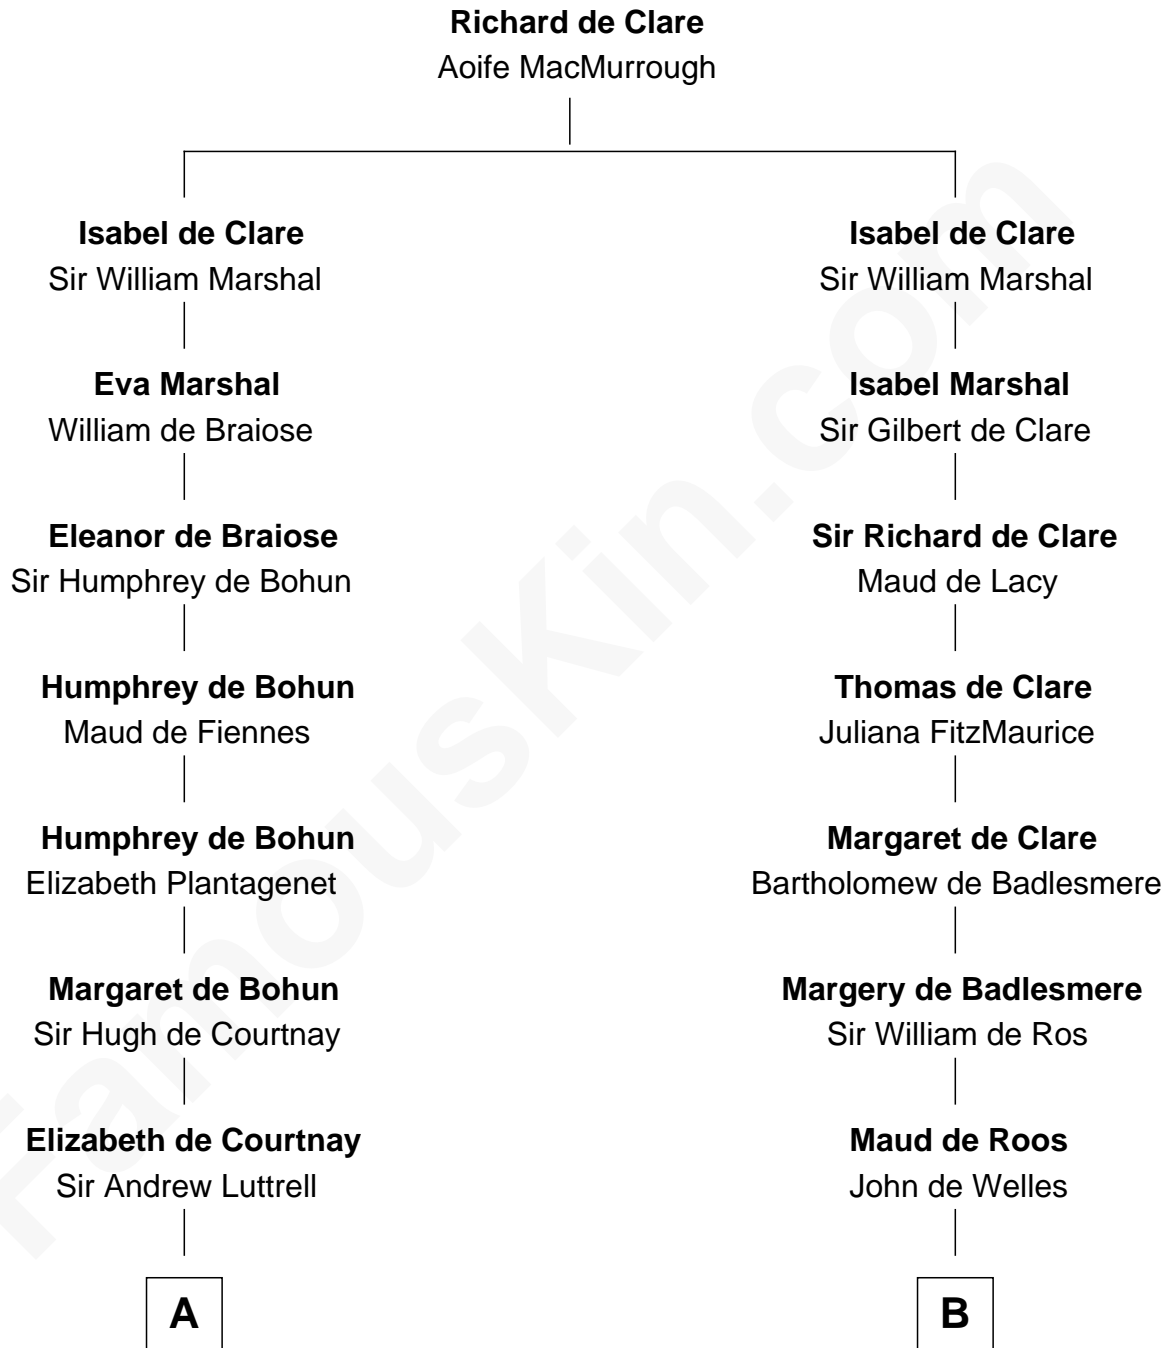 Richard de Clare
Aoife MacMurrough
Isabel de Clare
Sir William Marshal
Eva Marshal
William de Braiose
Eleanor de Braiose
Sir Humphrey de Bohun
Humphrey de Bohun
Maud de Fiennes
Humphrey de Bohun
Elizabeth Plantagenet
Margaret de Bohun
Sir Hugh de Courtnay
Elizabeth de Courtnay
Sir Andrew Luttrell
A
Isabel de Clare
Sir William Marshal
Isabel Marshal
Sir Gilbert de Clare
Sir Richard de Clare
Maud de Lacy
Thomas de Clare
Juliana FitzMaurice
Margaret de Clare
Bartholomew de Badlesmere
Margery de Badlesmere
Sir William de Ros
Maud de Roos
John de Welles
B
FamousKin.com